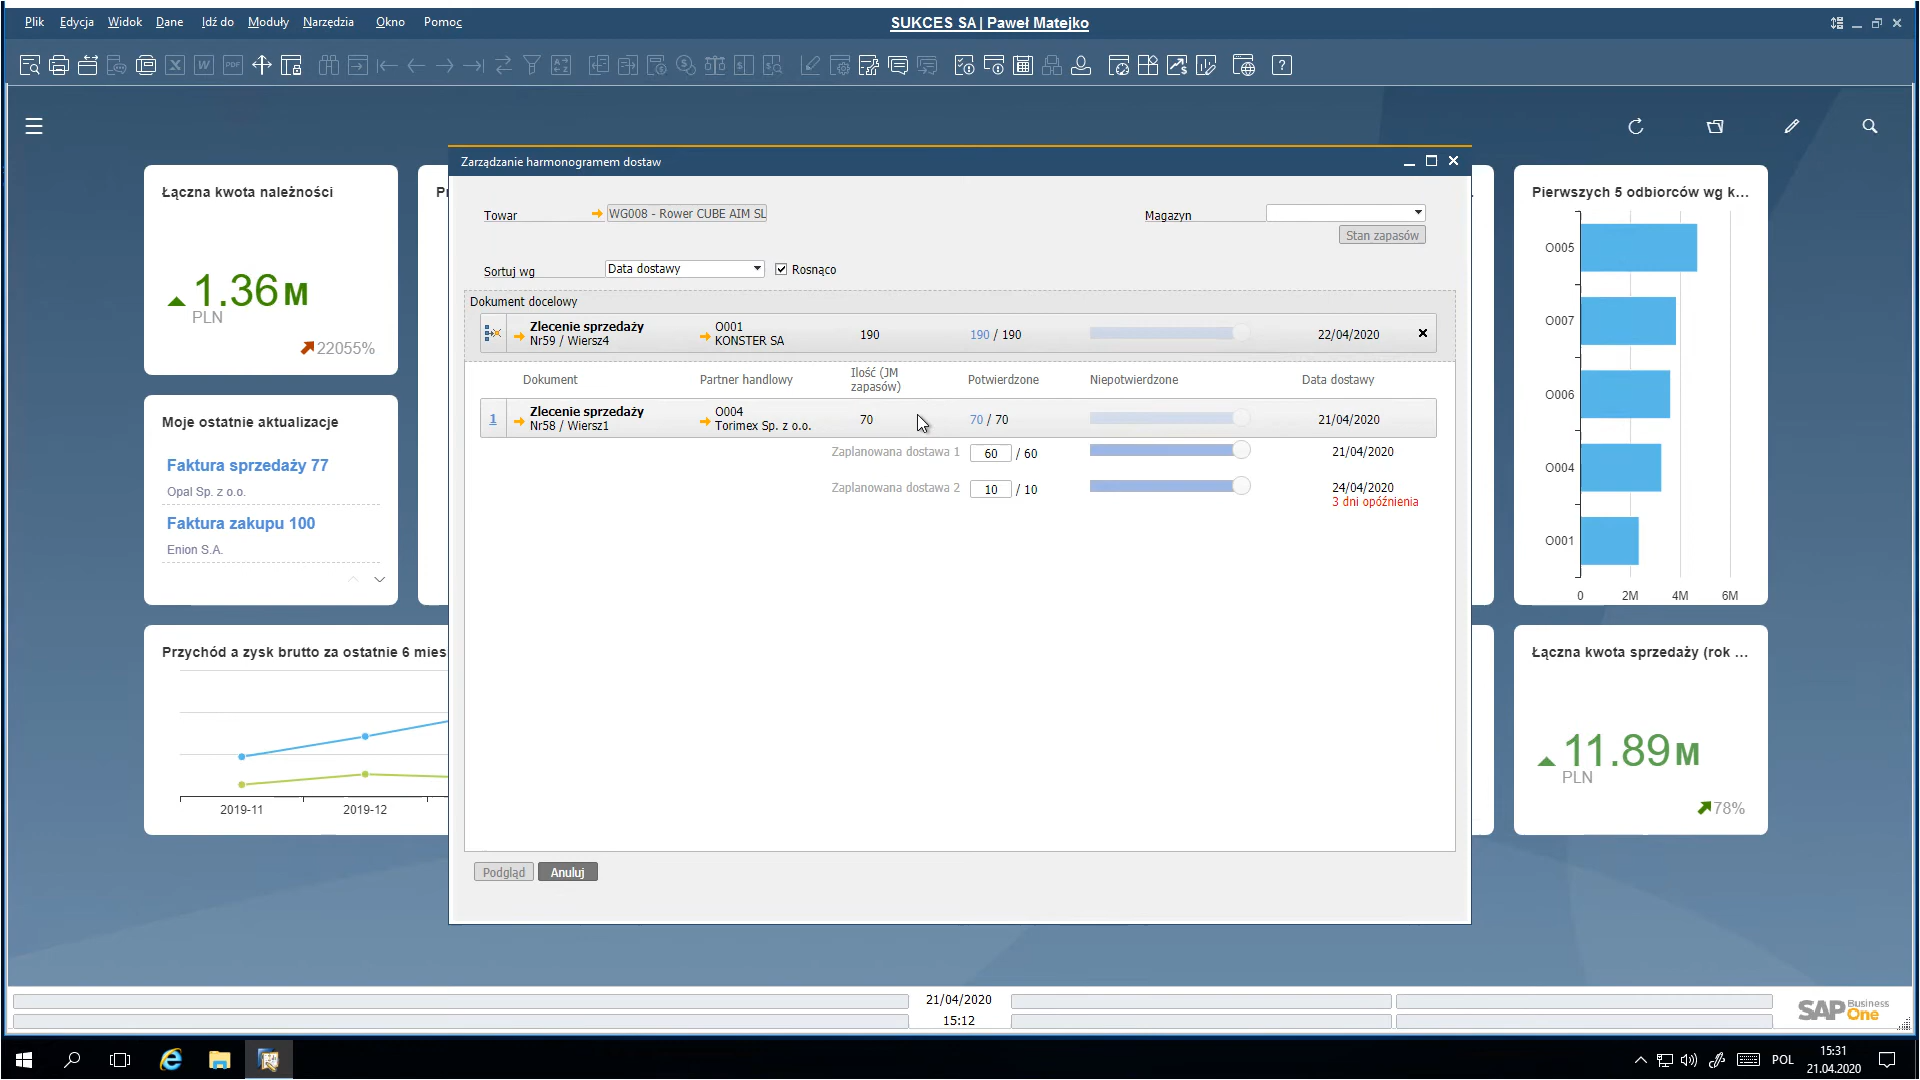 Plik Edycja Widok Dane Idź do Moduły Narzędzia Okno Pomoc
SUKCES SA | Paweł Matejko
Zarządzanie harmonogramem dostaw
Towar
WG008 - Rower CUBE AIM SL
Magazyn
Stan zapasów
Sortuj wg
Data dostawy
Rosnąco
Dokument docelowy
Zlecenie sprzedaży
Nr59 / Wiersz4
O001
KONSTER SA
190
190 / 190
22/04/2020
Dokument
Partner handlowy
Ilość (JM
zapasów)
Potwierdzone
Niepotwierdzone
Data dostawy
1
Zlecenie sprzedaży
Nr58 / Wiersz1
O004
Torimex Sp. z o.o.
70
70 / 70
21/04/2020
Zaplanowana dostawa 1
60 / 60
21/04/2020
Zaplanowana dostawa 2
10 / 10
24/04/2020
3 dni opóźnienia
Podgląd
Anuluj
Łączna kwota należności
1.36 M
PLN
22055%
Moje ostatnie aktualizacje
Faktura sprzedaży 77
Opal Sp. z o.o.
Faktura zakupu 100
Enion S.A.
Przychód a zysk brutto za ostatnie 6 mies
2019-11
2019-12
Pierwszych 5 odbiorców wg k...
O005
O007
O006
O004
O001
0 2M 4M 6M
Łączna kwota sprzedaży (rok ...
11.89 M
PLN
78%
21/04/2020
15:12
SAP Business One
POL
15:31
21.04.2020